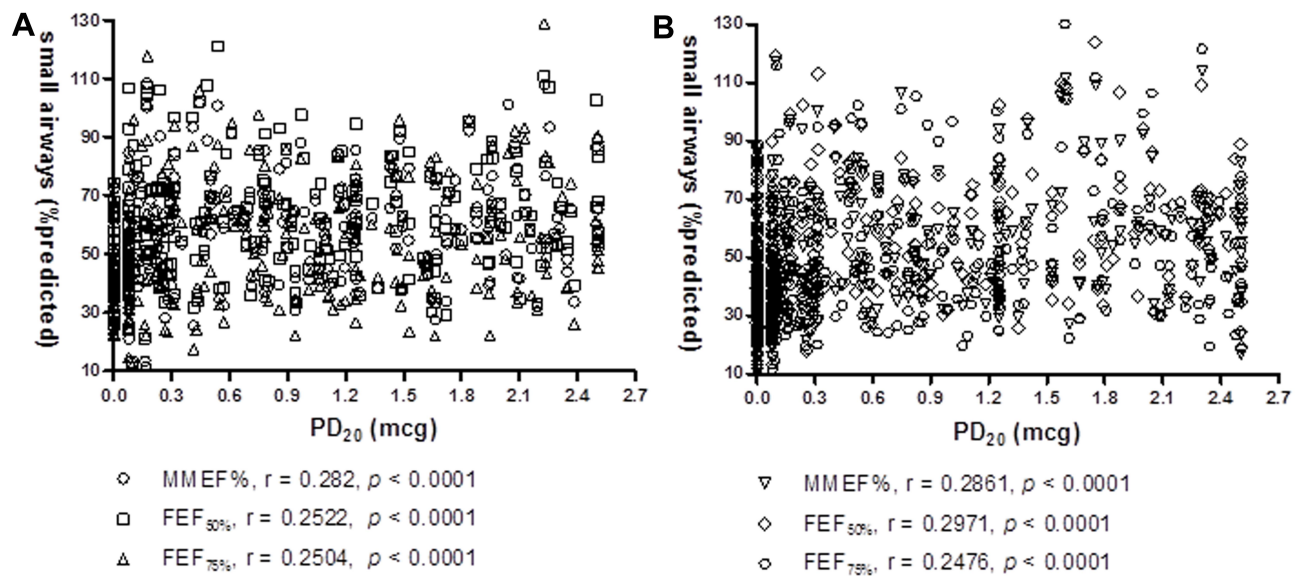 A
small airways (%predicted)
130
110
90
70
50
30
10
0.0 0.3 0.6 0.9 1.2 1.5 1.8 2.1 2.4 2.7
PD20 (mcg)
MMEF%, r = 0.282, p < 0.0001
FEF50%, r = 0.2522, p < 0.0001
FEF75%, r = 0.2504, p < 0.0001
B
small airways (%predicted)
130
110
90
70
50
30
10
0.0 0.3 0.6 0.9 1.2 1.5 1.8 2.1 2.4 2.7
PD20 (mcg)
MMEF%, r = 0.2861, p < 0.0001
FEF50%, r = 0.2971, p < 0.0001
FEF75%, r = 0.2476, p < 0.0001